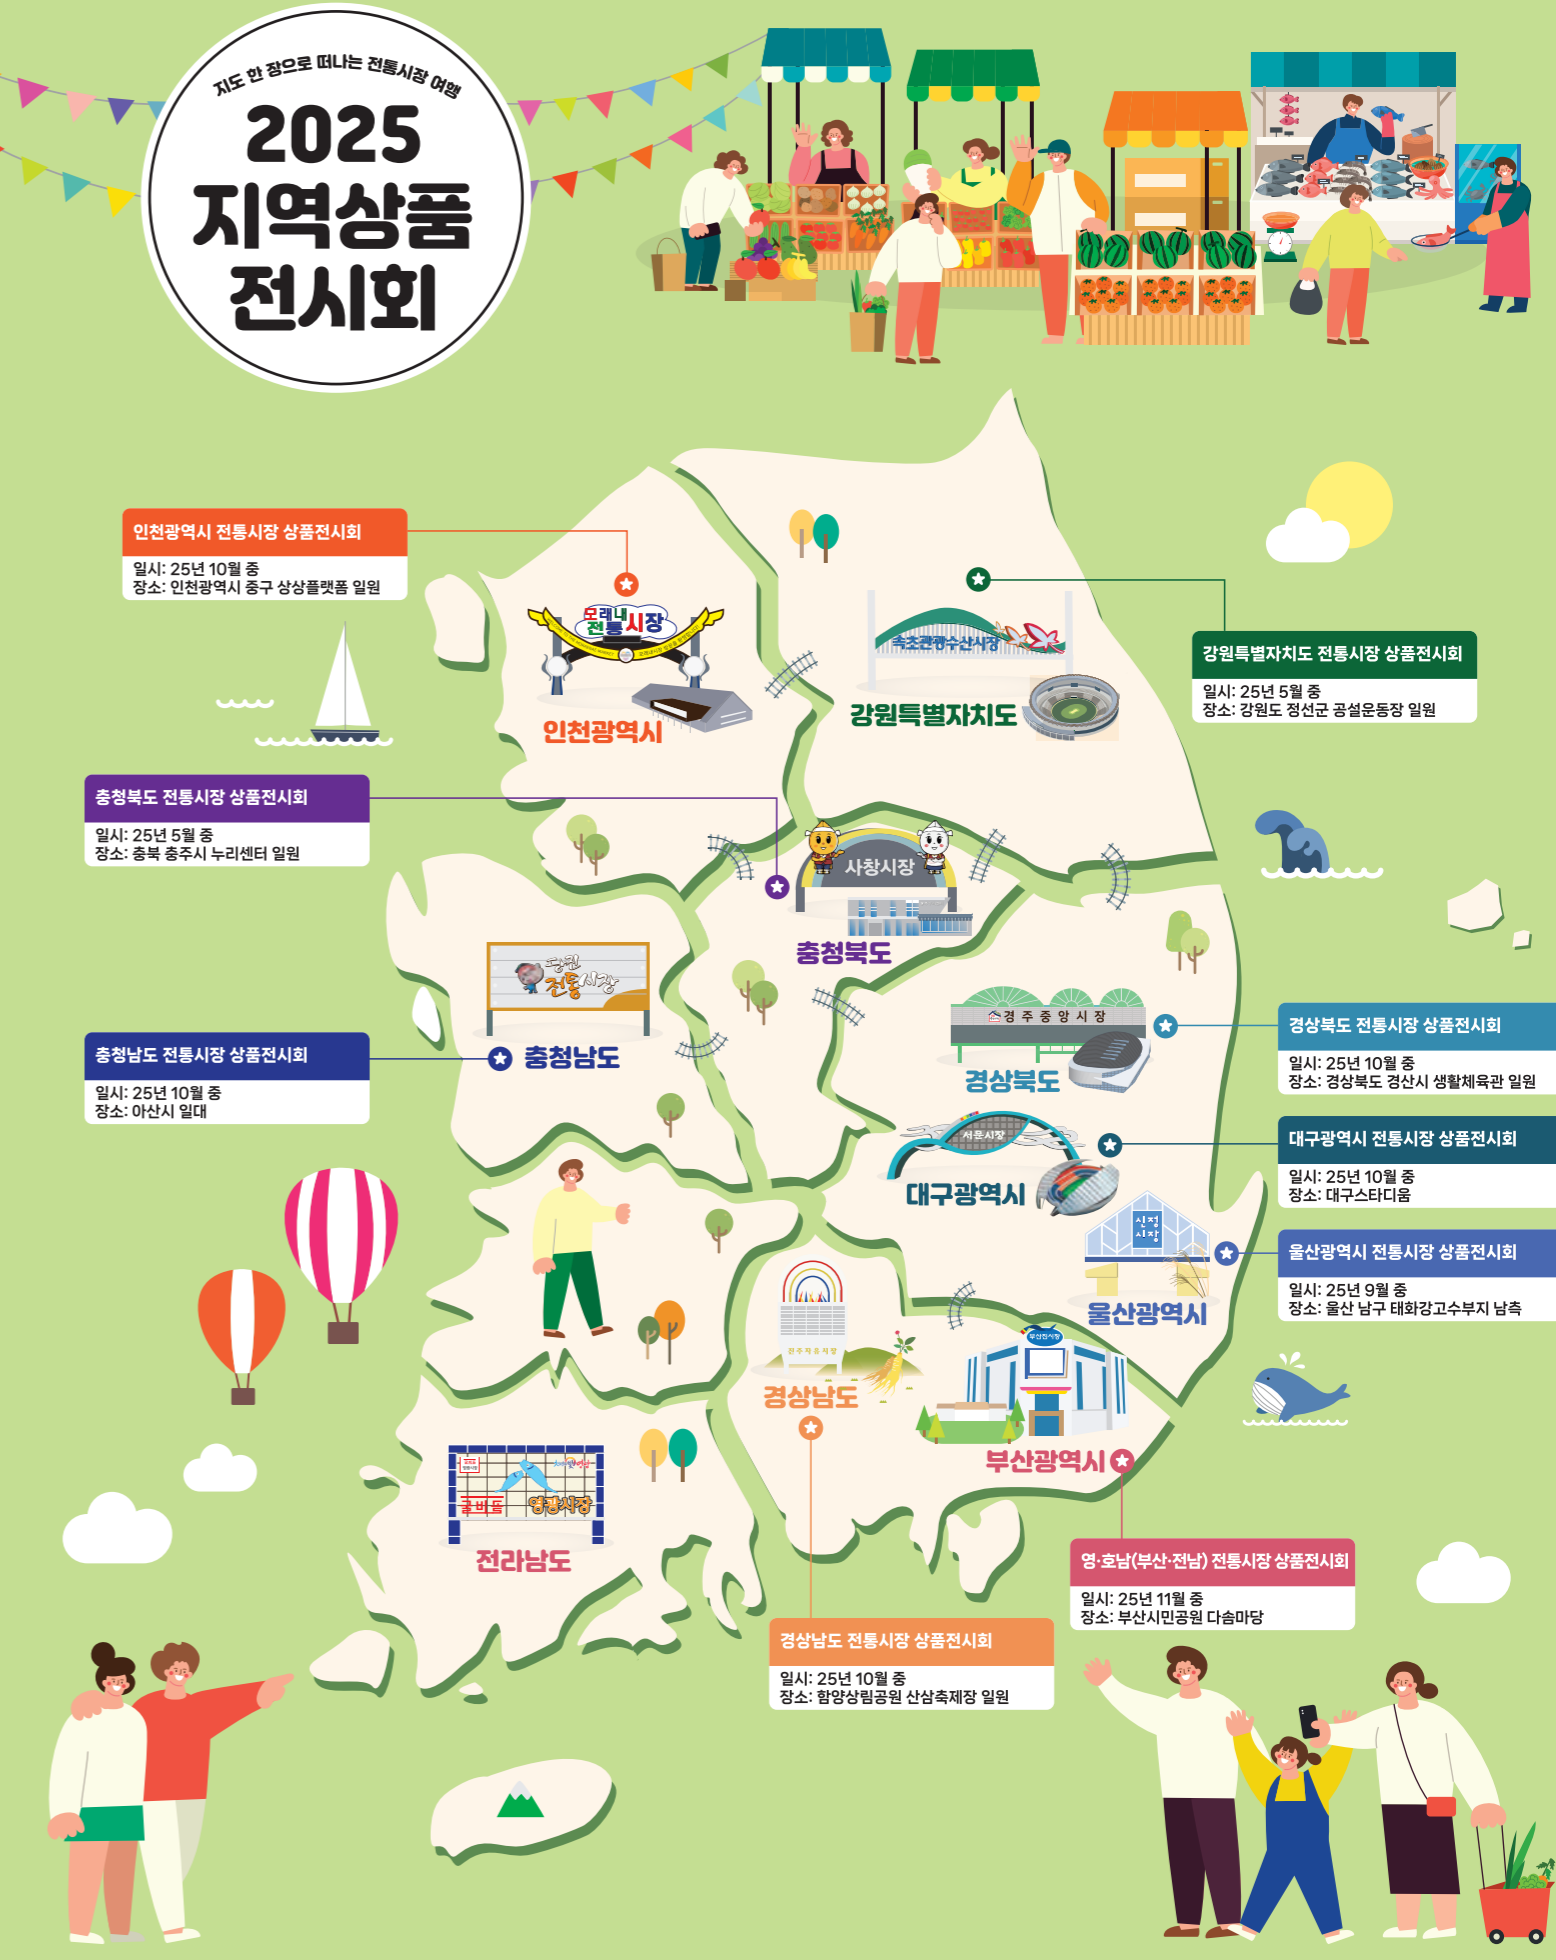 지도 한 장으로 떠나는 전통시장 여행
2025
지역상품
전시회
인천광역시 전통시장 상품전시회
일시: 25년 10월 중
장소: 인천광역시 중구 상상플랫폼 일원
모래내
전통시장
인천광역시
속초관광수산시장
강원특별자치도
강원특별자치도 전통시장 상품전시회
일시: 25년 5월 중
장소: 강원도 정선군 공설운동장 일원
충청북도 전통시장 상품전시회
일시: 25년 5월 중
장소: 충북 충주시 누리센터 일원
사창시장
충청북도
당진
전통시장
충청남도
충청남도 전통시장 상품전시회
일시: 25년 10월 중
장소: 아산시 일대
경주중앙시장
경상북도
경상북도 전통시장 상품전시회
일시: 25년 10월 중
장소: 경상북도 경산시 생활체육관 일원
서문시장
대구광역시
대구광역시 전통시장 상품전시회
일시: 25년 10월 중
장소: 대구스타디움
신정
시장
울산광역시
울산광역시 전통시장 상품전시회
일시: 25년 9월 중
장소: 울산 남구 태화강고수부지 남측
진주자유시장
경상남도
부산진시장
부산광역시
굴비골
영광시장
전라남도
영·호남(부산·전남) 전통시장 상품전시회
일시: 25년 11월 중
장소: 부산시민공원 다솜마당
경상남도 전통시장 상품전시회
일시: 25년 10월 중
장소: 함양상림공원 산삼축제장 일원